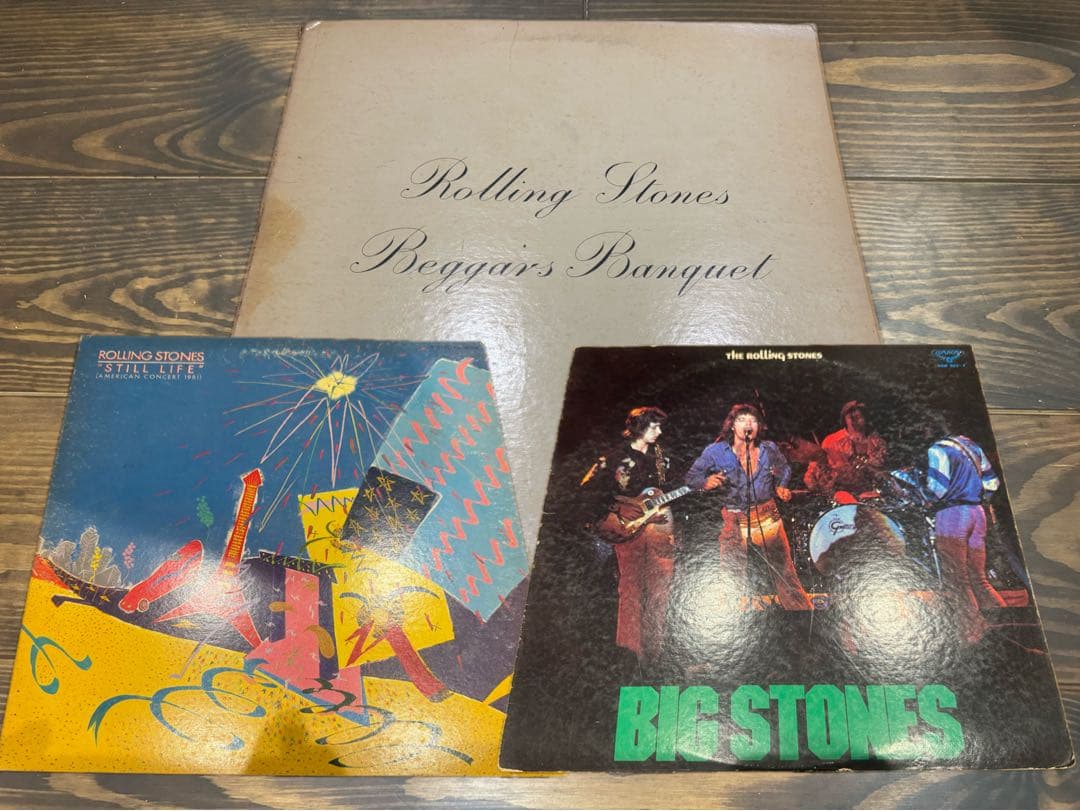 Rolling Stones
Beggars Banquet
ROLLING STONES
"STILL LIFE"
(AMERICAN CONCERT 1981)
THE ROLLING STONES
BIG STONES